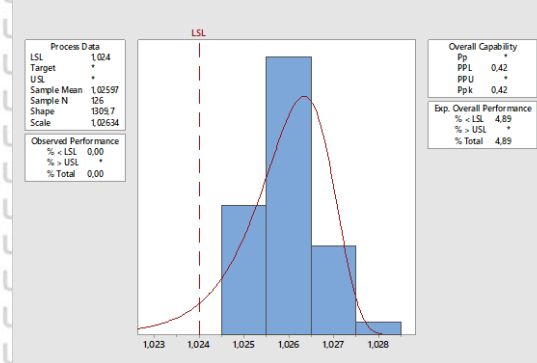 LSL
Process Data
LSL 1,024
Target *
USL *
Sample Mean 1,02597
Sample N 126
Shape 1309,7
Scale 1,02634
Observed Performance
% < LSL 0,00
% > USL *
% Total 0,00
Overall Capability
Pp *
PPL 0,42
PPU *
Ppk 0,42
Exp. Overall Performance
% < LSL 4,89
% > USL *
% Total 4,89
1,023 1,024 1,025 1,026 1,027 1,028